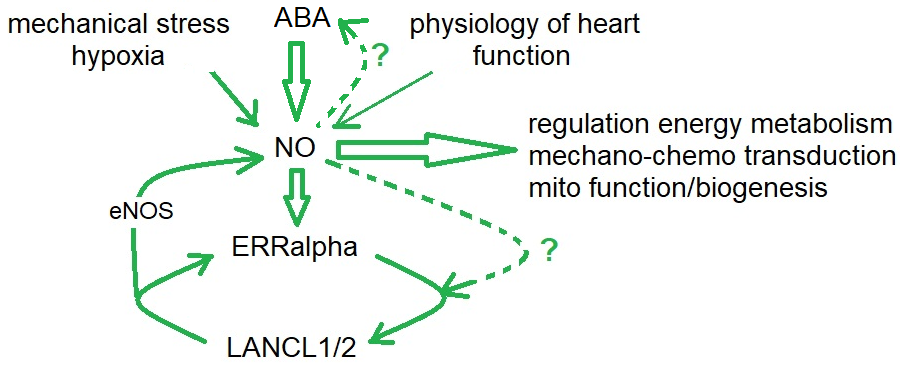 mechanical stress
hypoxia
ABA
physiology of heart
function
?
NO
regulation energy metabolism
mechano-chemo transduction
mito function/biogenesis
eNOS
ERRalpha
?
LANCL1/2